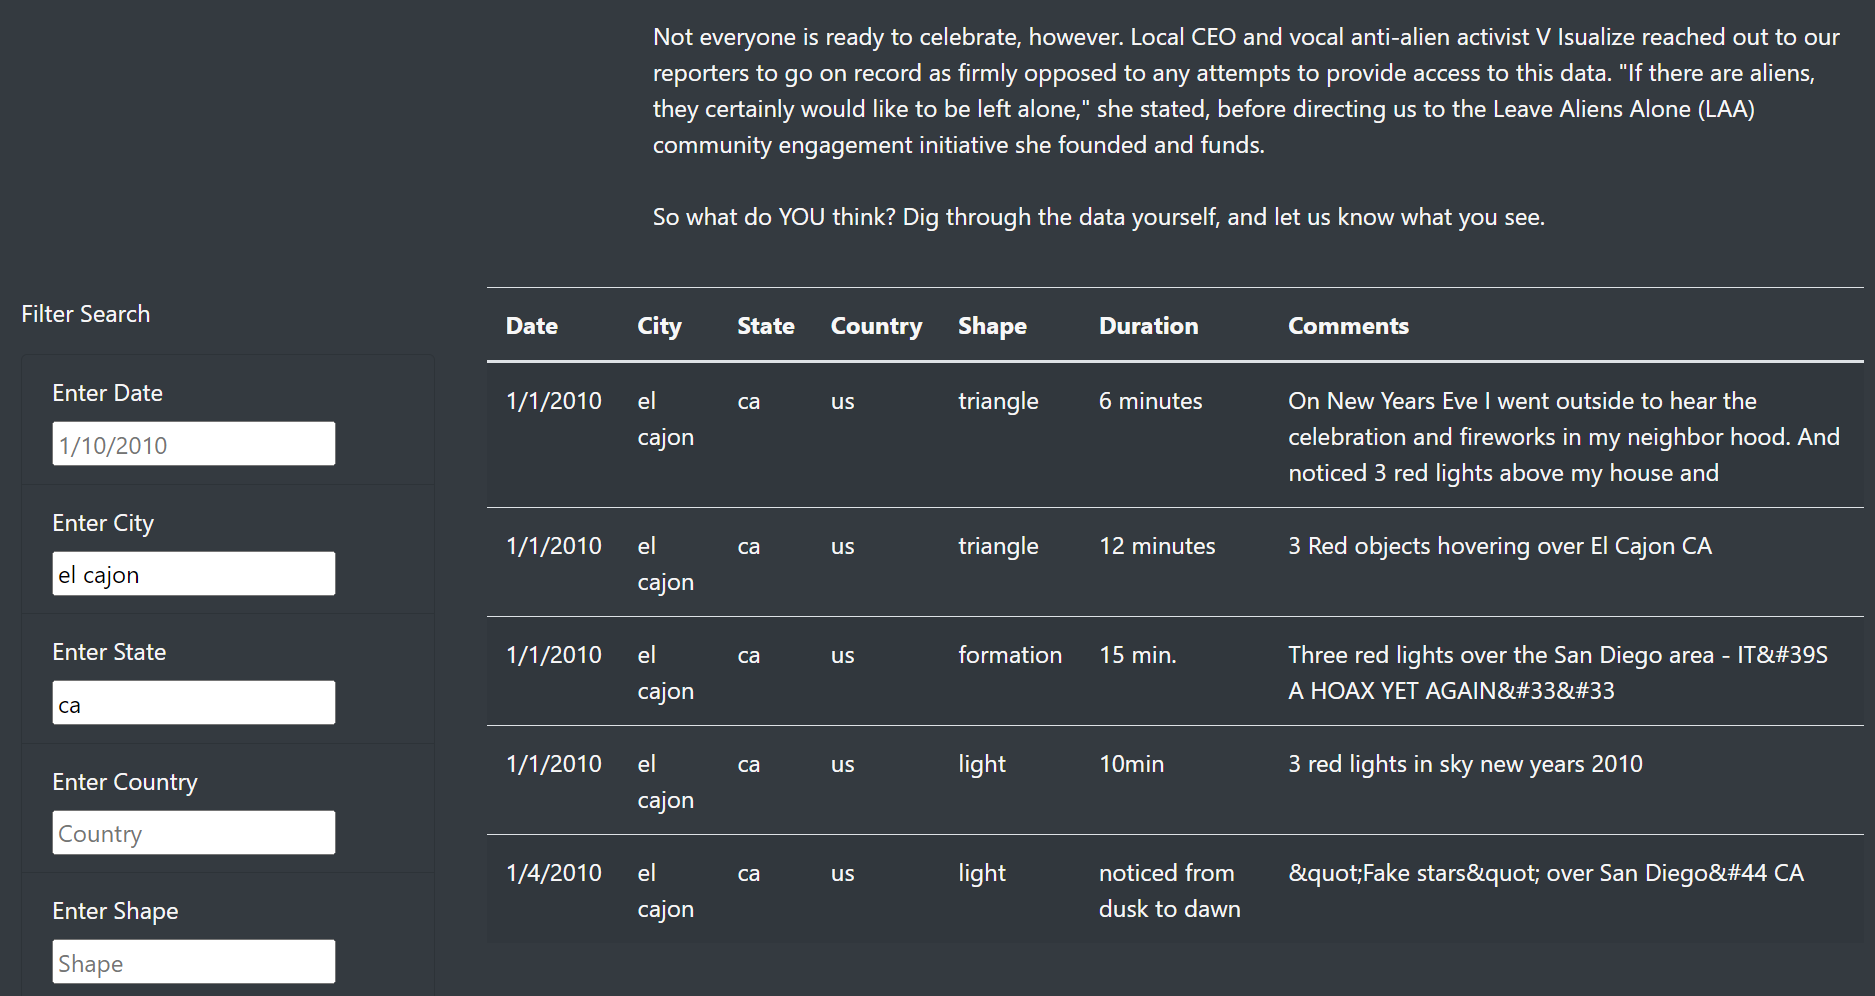 Not everyone is ready to celebrate, however. Local CEO and vocal anti-alien activist V Isualize reached out to our
reporters to go on record as firmly opposed to any attempts to provide access to this data. "If there are aliens,
they certainly would like to be left alone," she stated, before directing us to the Leave Aliens Alone (LAA)
community engagement initiative she founded and funds.
So what do YOU think? Dig through the data yourself, and let us know what you see.
Filter Search
Enter Date
1/10/2010
Enter City
el cajon
Enter State
ca
Enter Country
Country
Enter Shape
Shape
Date City State Country Shape Duration Comments
1/1/2010 el ca us triangle 6 minutes On New Years Eve I went outside to hear the
cajon celebration and fireworks in my neighbor hood. And
noticed 3 red lights above my house and
1/1/2010 el ca us triangle 12 minutes 3 Red objects hovering over El Cajon CA
cajon
1/1/2010 el ca us formation 15 min. Three red lights over the San Diego area - IT&#39S
cajon A HOAX YET AGAIN&#33&#33
1/1/2010 el ca us light 10min 3 red lights in sky new years 2010
cajon
1/4/2010 el ca us light noticed from &quot;Fake stars&quot; over San Diego&#44 CA
cajon dusk to dawn